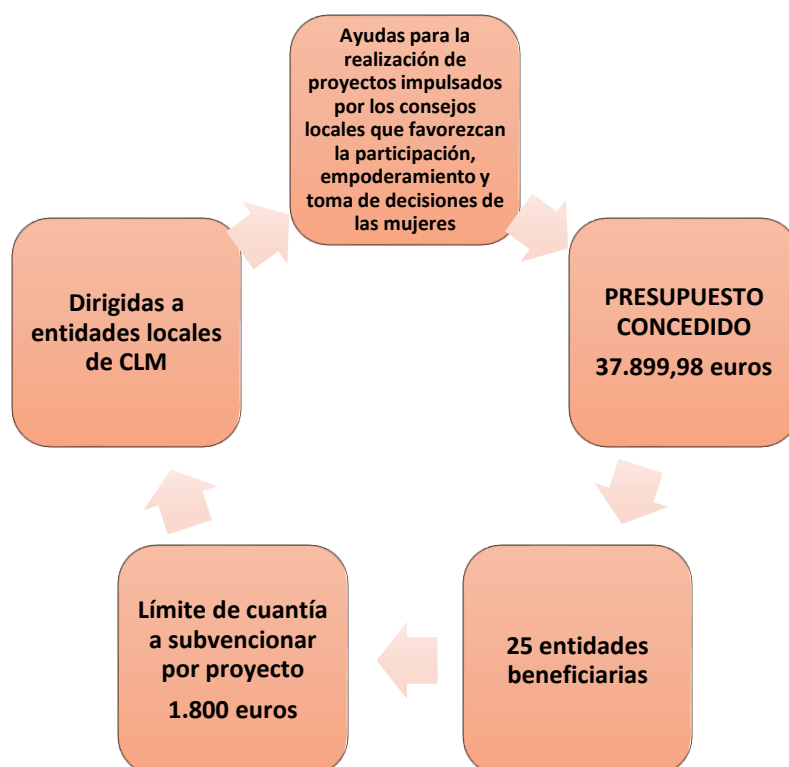 Ayudas para la
realización de
proyectos impulsados
por los consejos
locales que favorezcan
la participación,
empoderamiento y
toma de decisiones de
las mujeres
PRESUPUESTO
CONCEDIDO
37.899,98 euros
25 entidades
beneficiarias
Límite de cuantía
a subvencionar
por proyecto
1.800 euros
Dirigidas a
entidades locales
de CLM